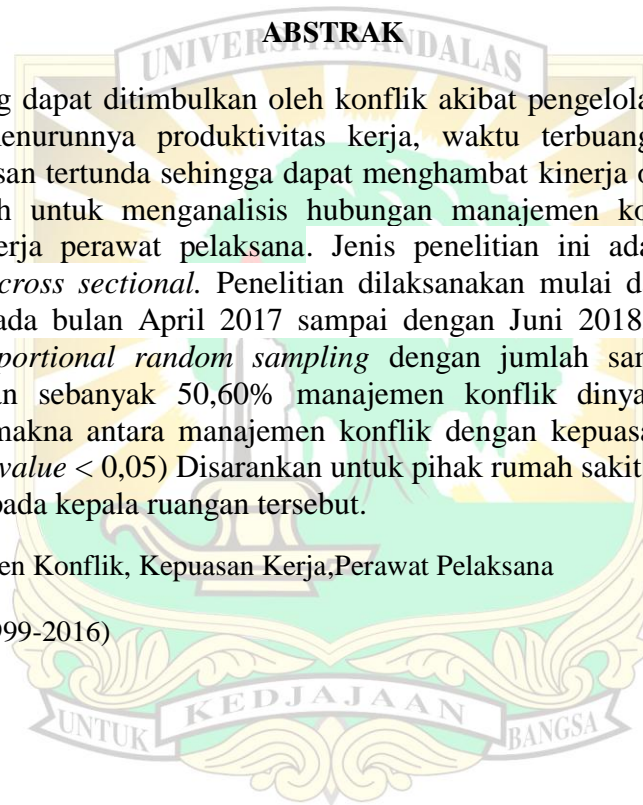 ABSTRAK
UNIVERSITAS ANDALAS
g dapat ditimbulkan oleh konflik akibat pengelola
enurunnya produktivitas kerja, waktu terbuang
san tertunda sehingga dapat menghambat kinerja o
h untuk menganalisis hubungan manajemen ko
erja perawat pelaksana. Jenis penelitian ini ada
cross sectional. Penelitian dilaksanakan mulai d
ada bulan April 2017 sampai dengan Juni 2018
portional random sampling dengan jumlah sam
an sebanyak 50,60% manajemen konflik dinya
makna antara manajemen konflik dengan kepuasa
value < 0,05) Disarankan untuk pihak rumah sakit
pada kepala ruangan tersebut.
en Konflik, Kepuasan Kerja,Perawat Pelaksana
99-2016)
UNTUK KEDJAJAAN BANGSA